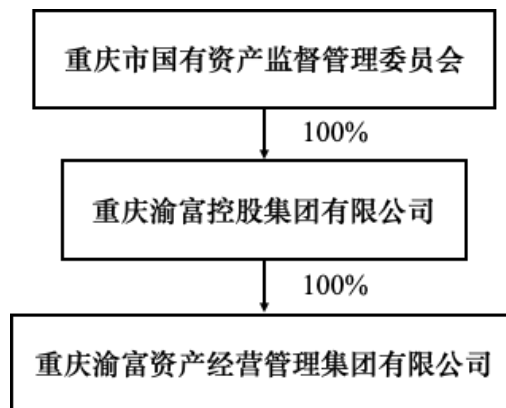 重庆市国有资产监督管理委员会
100%
重庆渝富控股集团有限公司
100%
重庆渝富资产经营管理集团有限公司